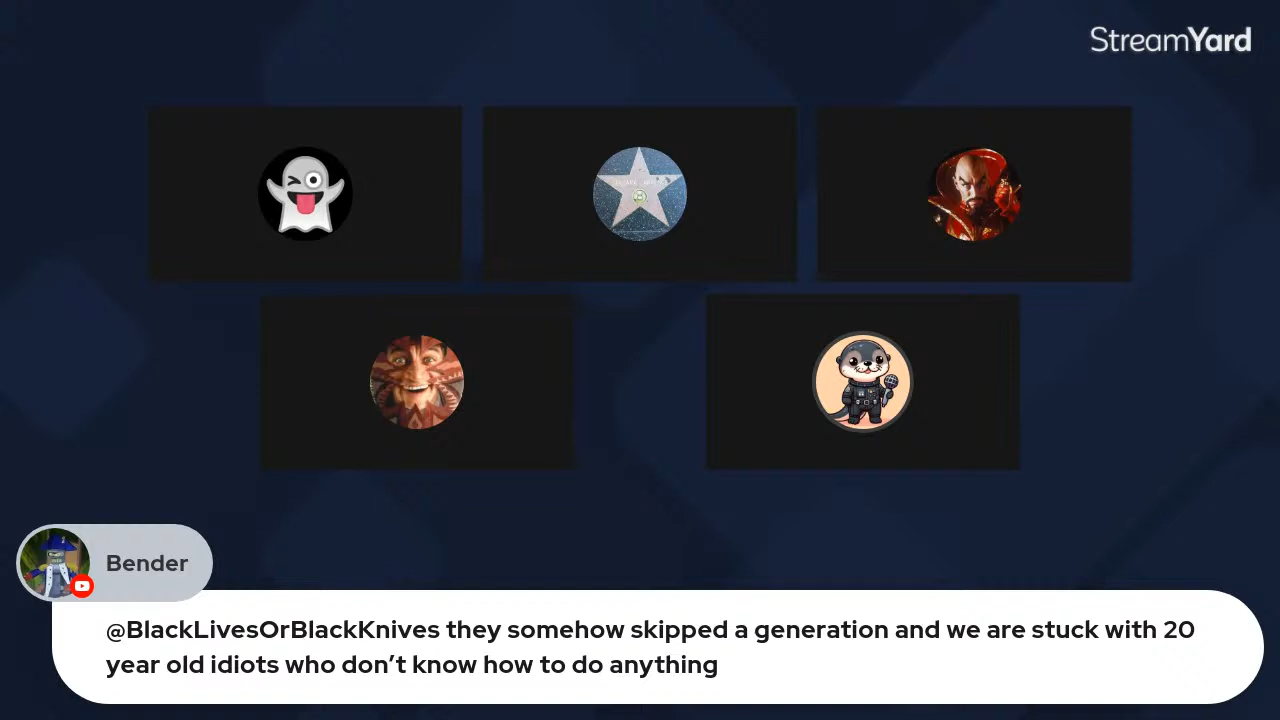 StreamYard
Bender
@BlackLivesOrBlackKnives they somehow skipped a generation and we are stuck with 20
year old idiots who don’t know how to do anything